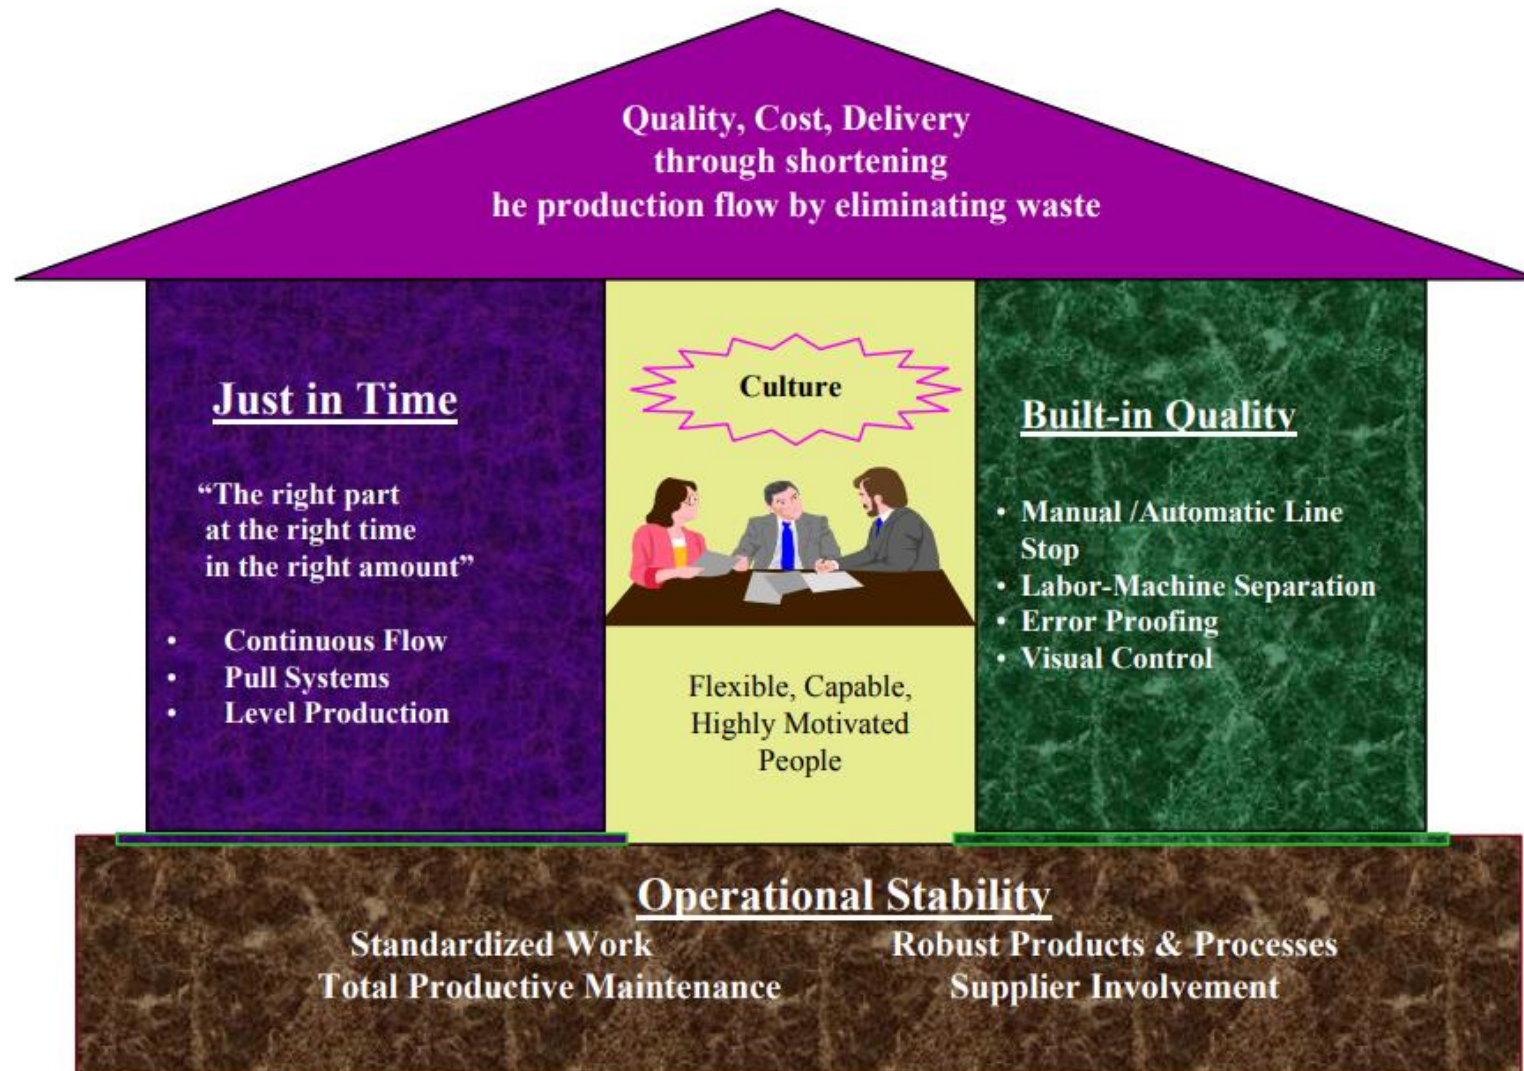 Quality, Cost, Delivery
through shortening
he production flow by eliminating waste
Just in Time
“The right part
at the right time
in the right amount”
• Continuous Flow
• Pull Systems
• Level Production
Culture
Flexible, Capable,
Highly Motivated
People
Built-in Quality
• Manual /Automatic Line
Stop
• Labor-Machine Separation
• Error Proofing
• Visual Control
Operational Stability
Standardized Work
Total Productive Maintenance
Robust Products & Processes
Supplier Involvement